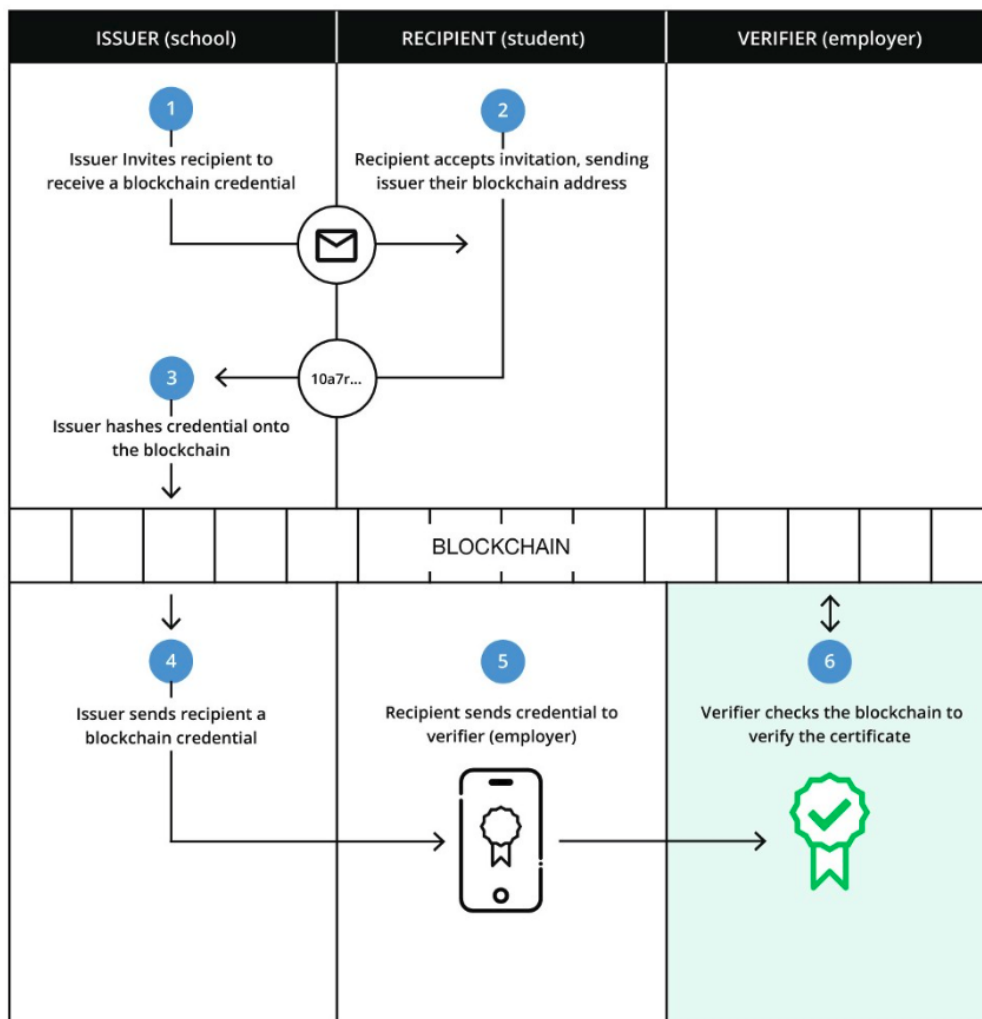 ISSUER (school)
RECIPIENT (student)
VERIFIER (employer)
1
Issuer Invites recipient to
receive a blockchain credential
2
Recipient accepts invitation, sending
issuer their blockchain address
10a7r...
3
Issuer hashes credential onto
the blockchain
BLOCKCHAIN
4
Issuer sends recipient a
blockchain credential
5
Recipient sends credential to
verifier (employer)
6
Verifier checks the blockchain to
verify the certificate